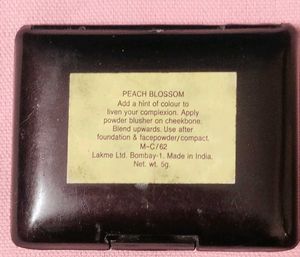 PEACH BLOSSOM
Add a hint of colour to
liven your complexion. Apply
powder blusher on cheekbone.
Blend upwards. Use after
foundation & facepowder/compact.
M-C/62
Lakme Ltd. Bombay-1. Made in India.
Net. wt. 5g.